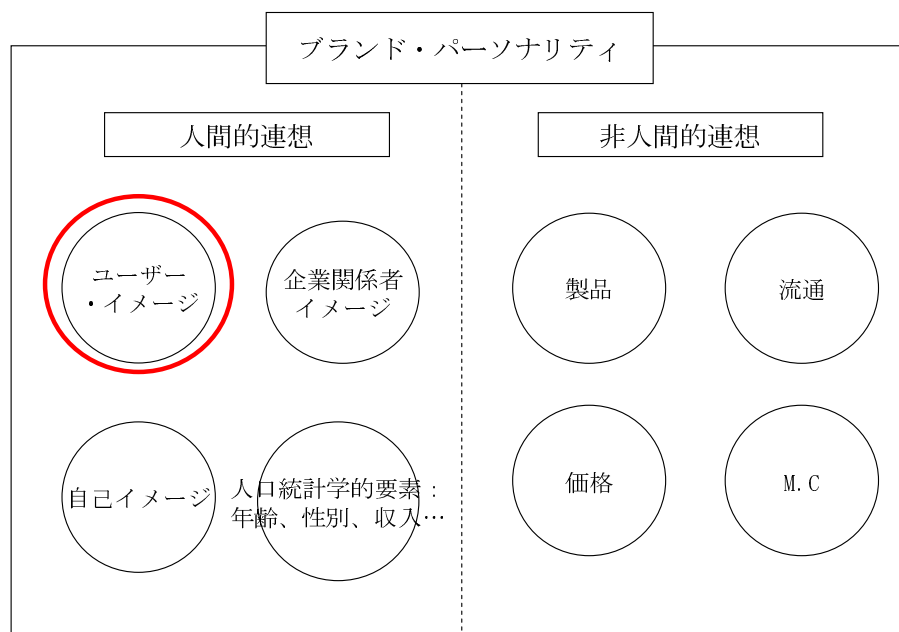 ブランド・パーソナリティ
人間的連想
非人間的連想
ユーザー
・イメージ
企業関係者
イメージ
製品
流通
自己イメージ
人口統計学的要素：
年齢、性別、収入…
価格
M.C